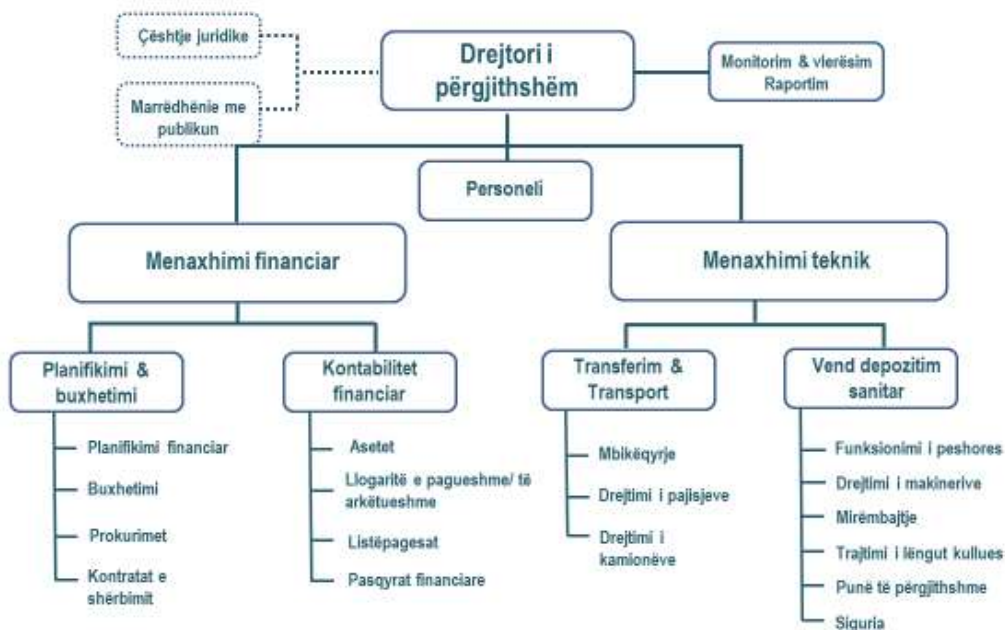 Çështje juridike
Drejtori i
përgjithshëm
Monitorim & vlerësim
Raportim
Marrëdhënie me
publikun
Personeli
Menaxhimi financiar
Menaxhimi teknik
Planifikimi &
buxhetimi
Planifikimi financiar
Buxhetimi
Prokurimet
Kontratat e
shërbimit
Kontabilitet
financiar
Asetet
Llogaritë e pagueshme/ të
arkëtueshme
Listëpagesat
Pasqyrat financiare
Transferim &
Transport
Mbikëqyrje
Drejtimi i pajisjeve
Drejtimi i
kamionëve
Vend depozitim
sanitar
Funksionimi i peshores
Drejtimi i makinerive
Mirëmbajtje
Trajtimi i lëngut kullues
Punë të përgjithshme
Siguria